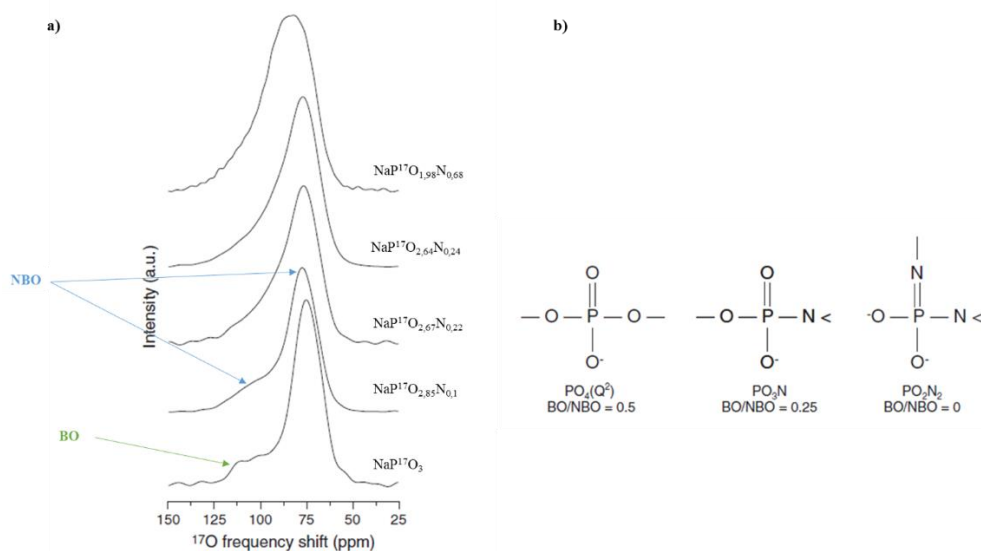 a)
NaP¹⁷O₁,₉₈N₀,₆₈
NaP¹⁷O₂,₆₄N₀,₂₄
NBO
NaP¹⁷O₂,₆₇N₀,₂₂
NaP¹⁷O₂,₈₅N₀,₁
BO
NaP¹⁷O₃
Intensity (a.u.)
150 125 100 75 50 25
¹⁷O frequency shift (ppm)
b)
O
— O — P — O —
O⁻
PO₄(Q²)
BO/NBO = 0.5
O
— O — P — N <
O⁻
PO₃N
BO/NBO = 0.25
N
⁻O — P — N <
O⁻
PO₂N₂
BO/NBO = 0